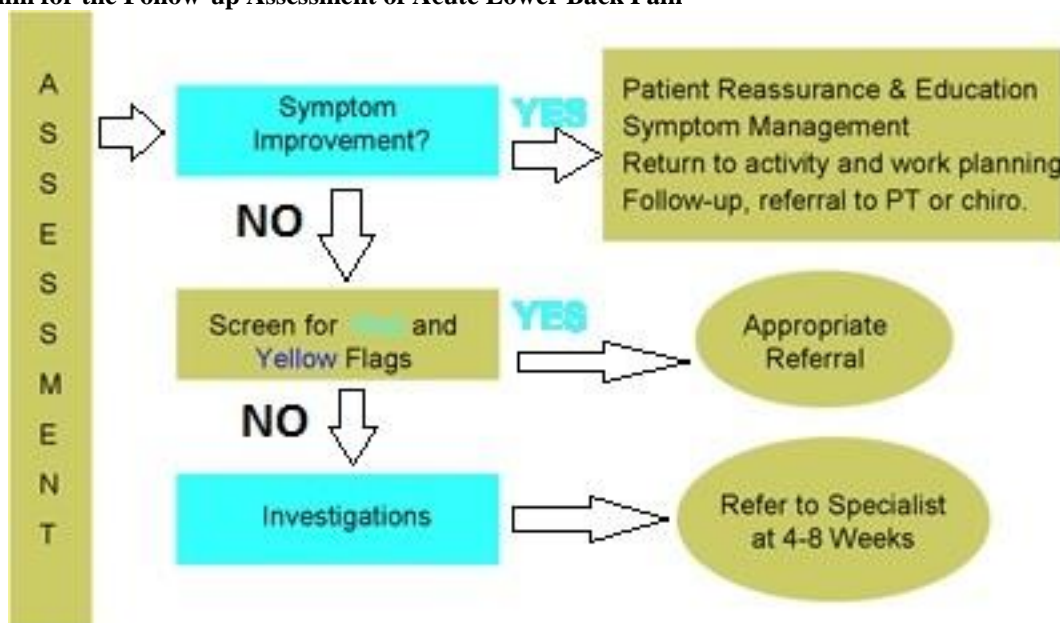 for the Follow-up Assessment of Acute Lower Back Pain
A
S
S
E
S
S
M
E
N
T
Symptom
Improvement?
YES
Patient Reassurance & Education
Symptom Management
Return to activity and work planning
Follow-up, referral to PT or chiro.
NO
Screen for and
Yellow Flags
YES
Appropriate
Referral
NO
Investigations
Refer to Specialist
at 4-8 Weeks